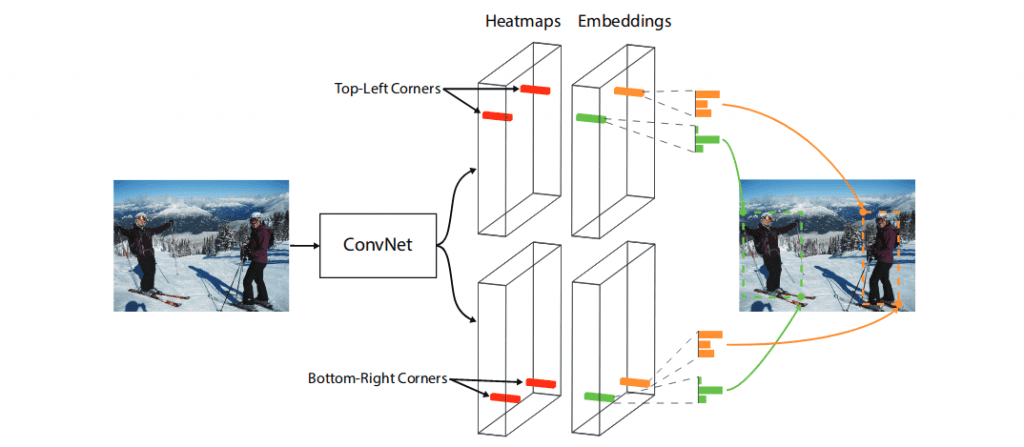 Heatmaps Embeddings
Top-Left Corners
ConvNet
Bottom-Right Corners